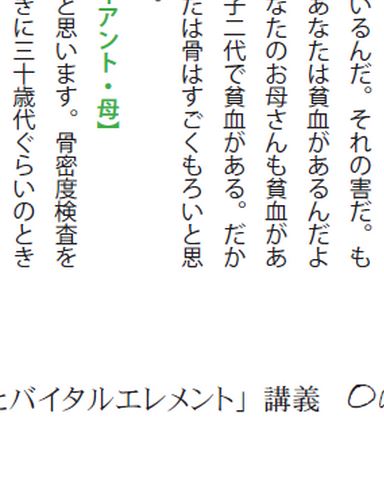 いるんだ。それの害だ。も
あなたは貧血があるんだよ
なたのお母さんも貧血があ
子二代で貧血がある。だか
たは骨はすごくもろいと思
イアント・母】
と思います。骨密度検査を
きに三十歳代ぐらいのとき
とバイタルエレメント」講義